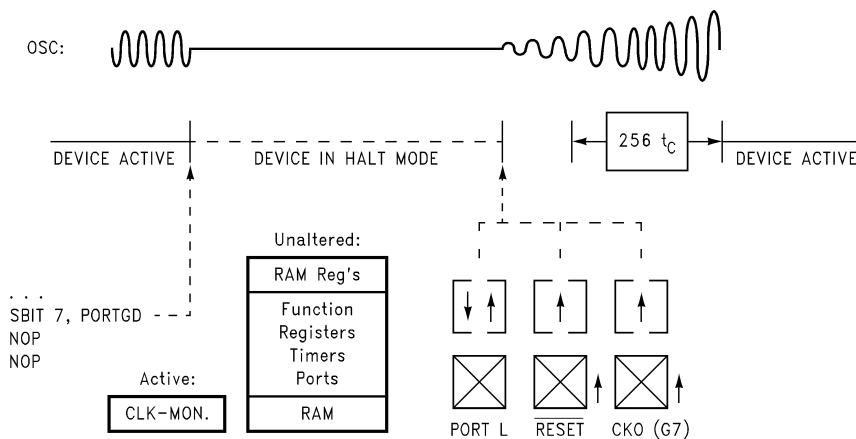 OSC:
256 tC
DEVICE ACTIVE
DEVICE IN HALT MODE
DEVICE ACTIVE
. . .
SBIT 7, PORTGD
NOP
NOP
Active:
CLK-MON.
Unaltered:
RAM Reg's
Function
Registers
Timers
Ports
RAM
PORT L
RESET
CKO (G7)